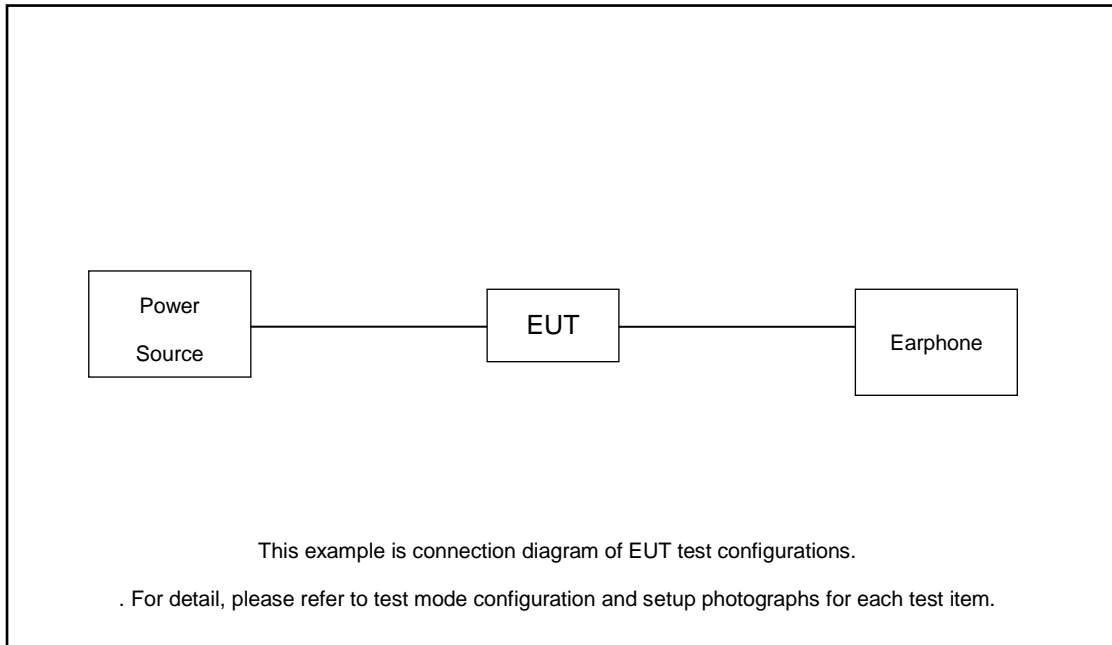 Power
Source
EUT
Earphone
This example is connection diagram of EUT test configurations.
. For detail, please refer to test mode configuration and setup photographs for each test item.